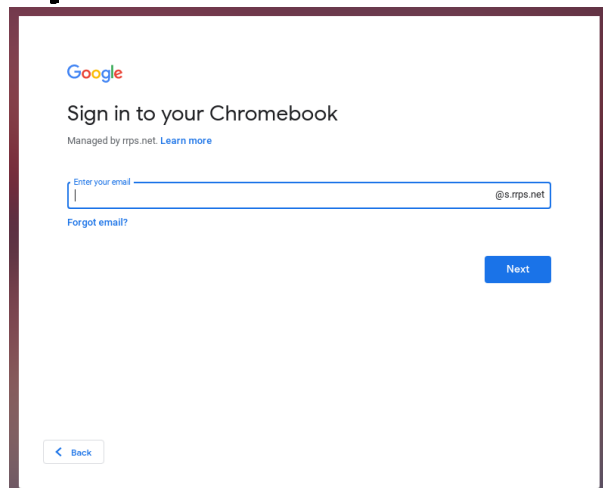 Google
Sign in to your Chromebook
Managed by rrps.net. Learn more
Enter your email
@s.rrps.net
Forgot email?
Next
Back